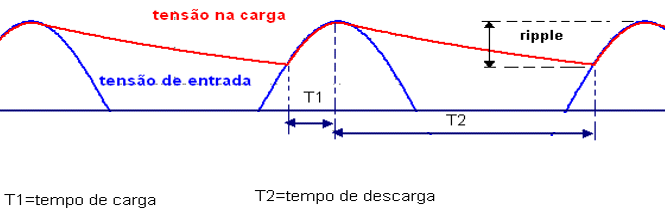 tensão na carga
ripple
tensão de entrada
T1
T2
T1=tempo de carga
T2=tempo de descarga